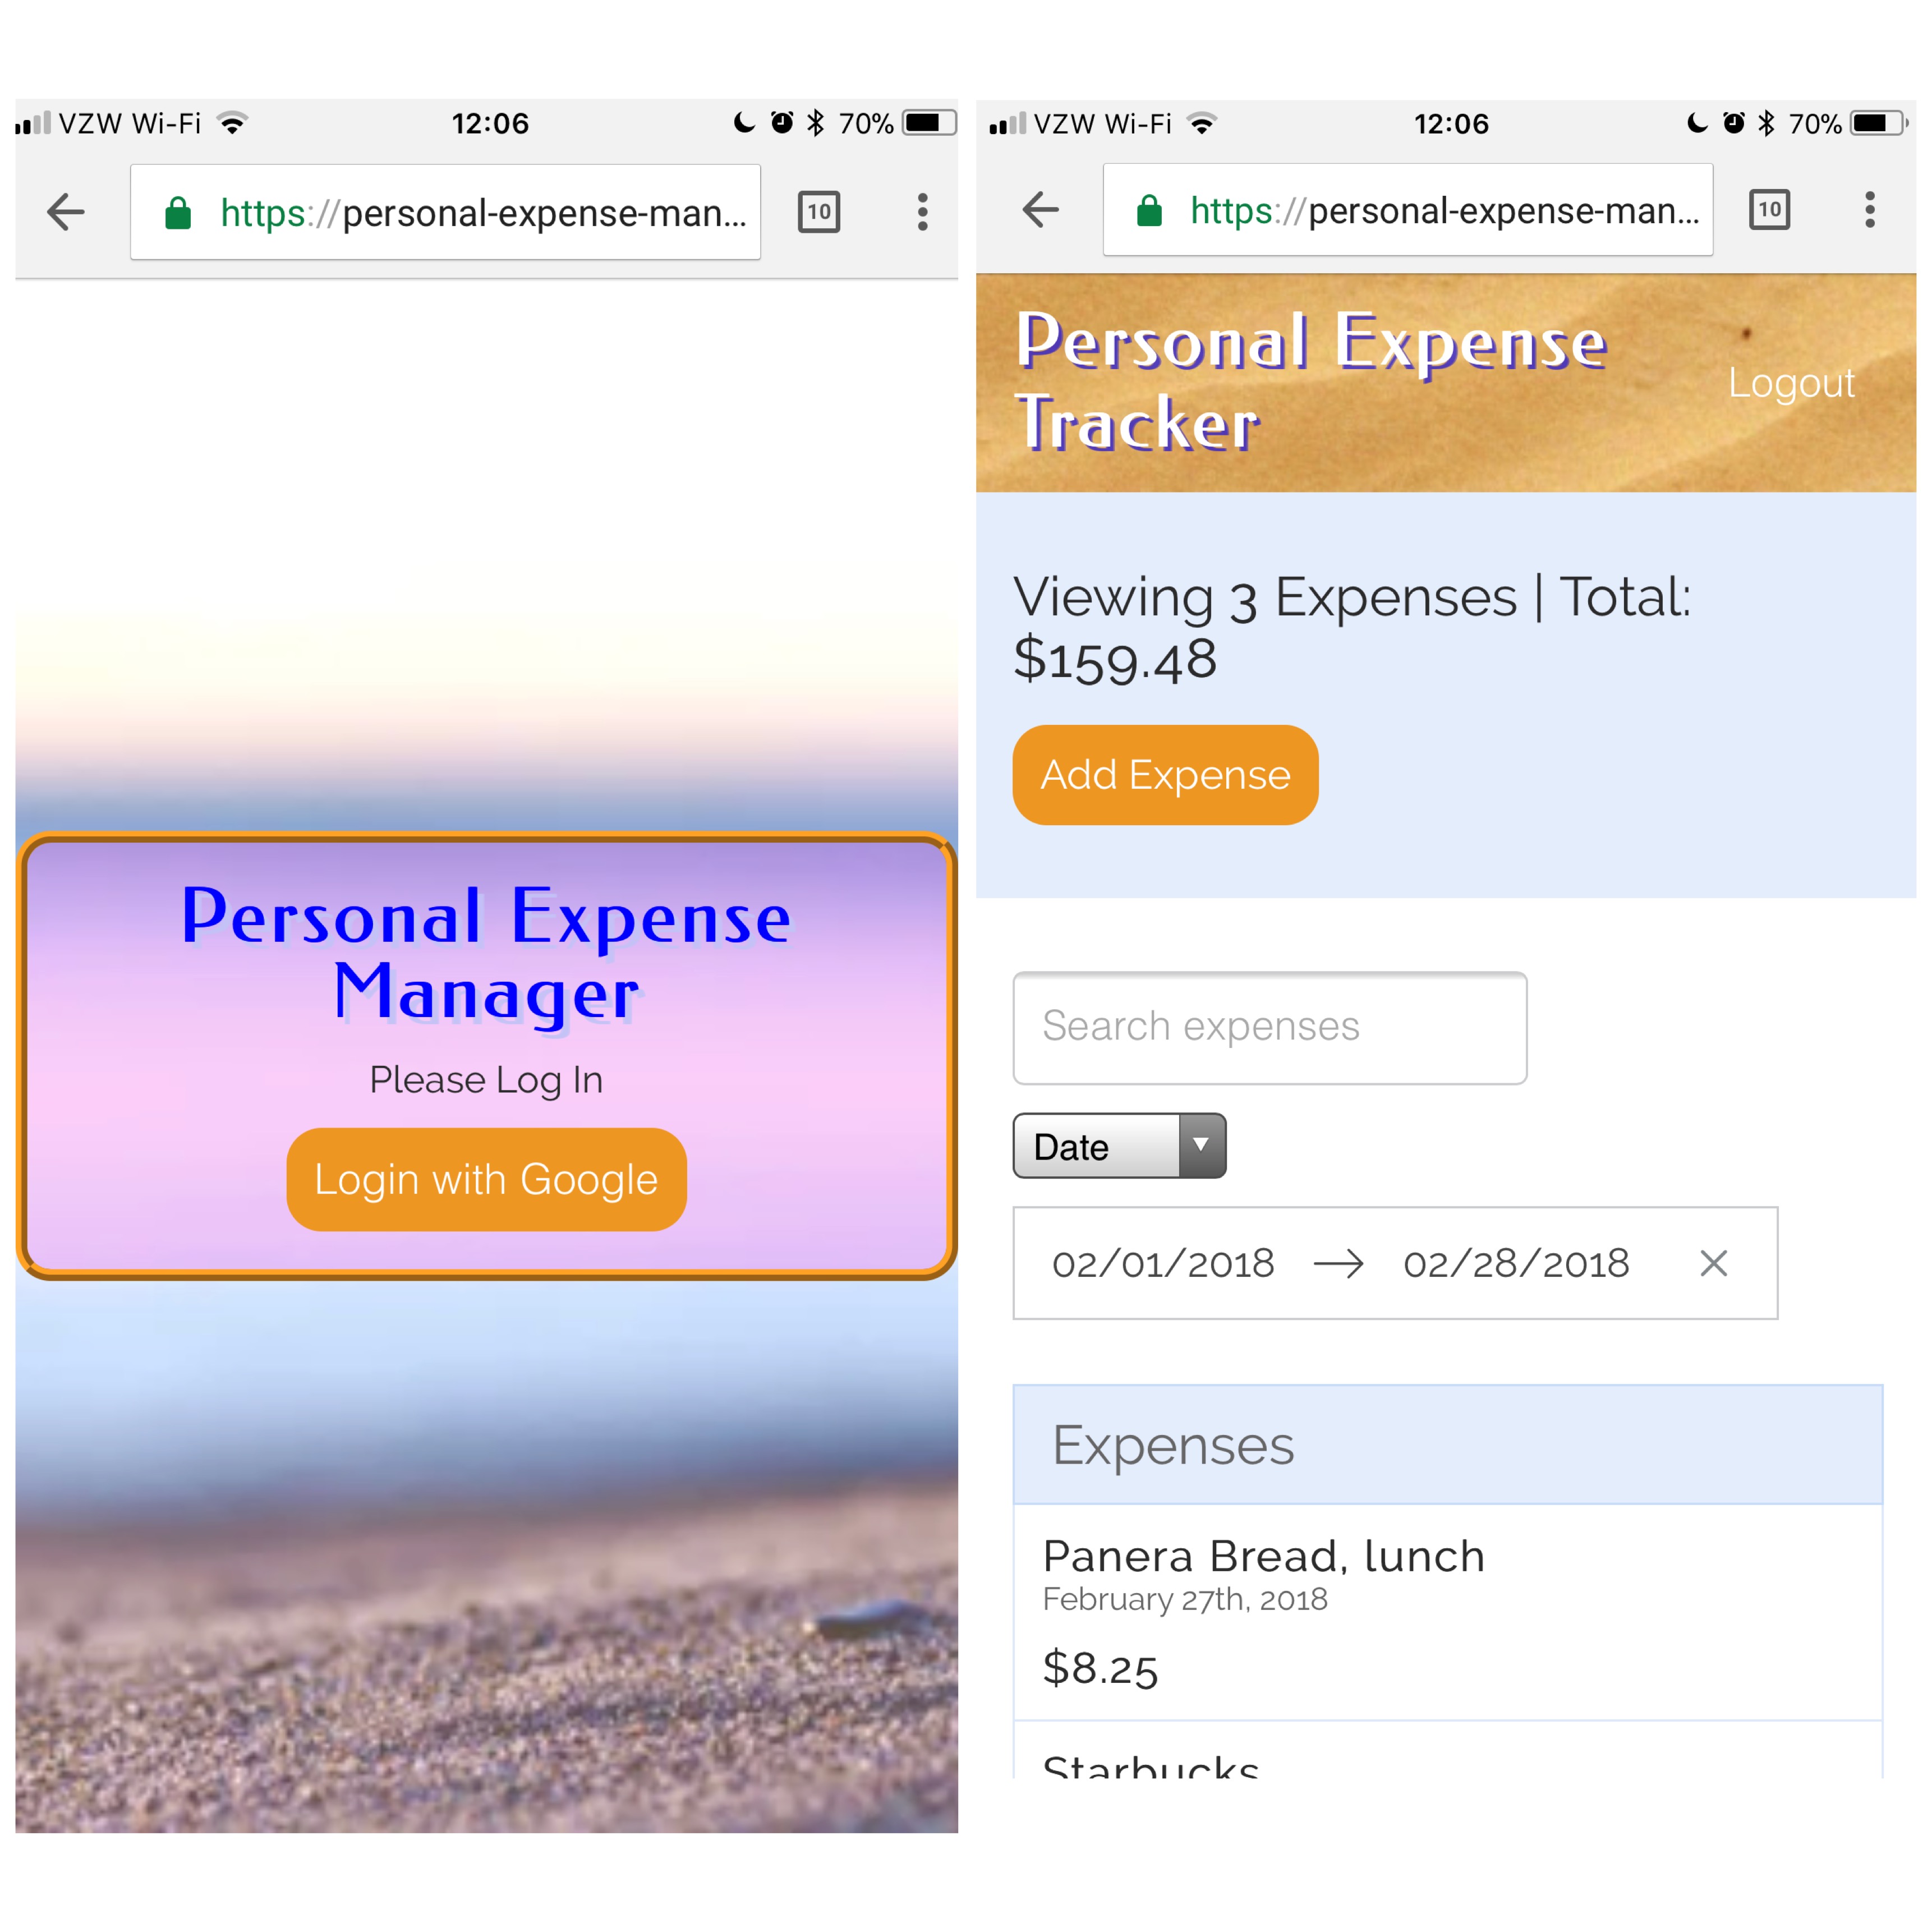 VZW Wi-Fi 12:06 70%
https://personal-expense-man... 10
Personal Expense
Manager
Please Log In
Login with Google
VZW Wi-Fi 12:06 70%
https://personal-expense-man... 10
Personal Expense
Tracker
Logout
Viewing 3 Expenses | Total:
$159.48
Add Expense
Search expenses
Date
02/01/2018 → 02/28/2018 ×
Expenses
Panera Bread, lunch
February 27th, 2018
$8.25
Starbucks